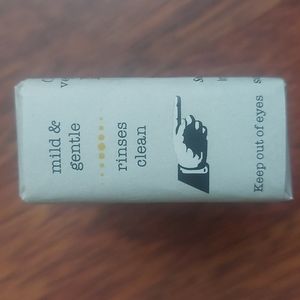 mild &
gentle
rinses
clean
Keep out of eyes